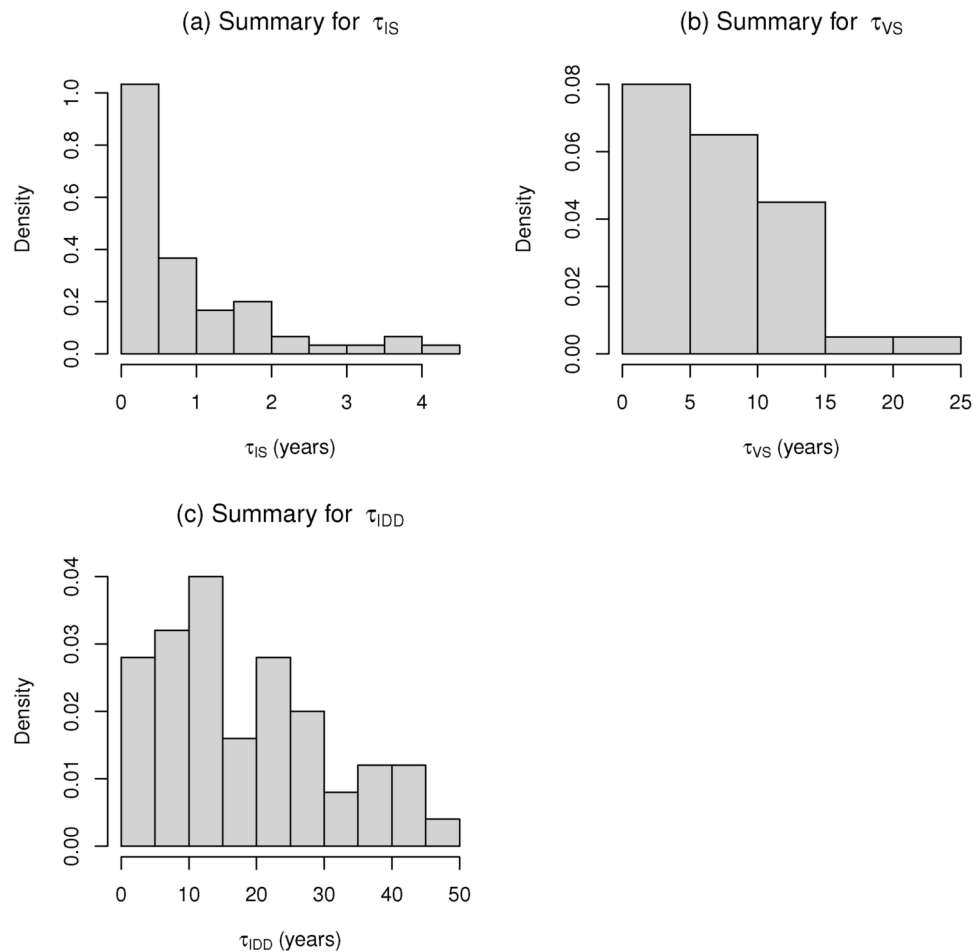 (a) Summary for τIS
Density
0.0 0.2 0.4 0.6 0.8 1.0
0 1 2 3 4
τIS (years)
(b) Summary for τVS
Density
0.00 0.02 0.04 0.06 0.08
0 5 10 15 20 25
τVS (years)
(c) Summary for τIDD
Density
0.00 0.01 0.02 0.03 0.04
0 10 20 30 40 50
τIDD (years)